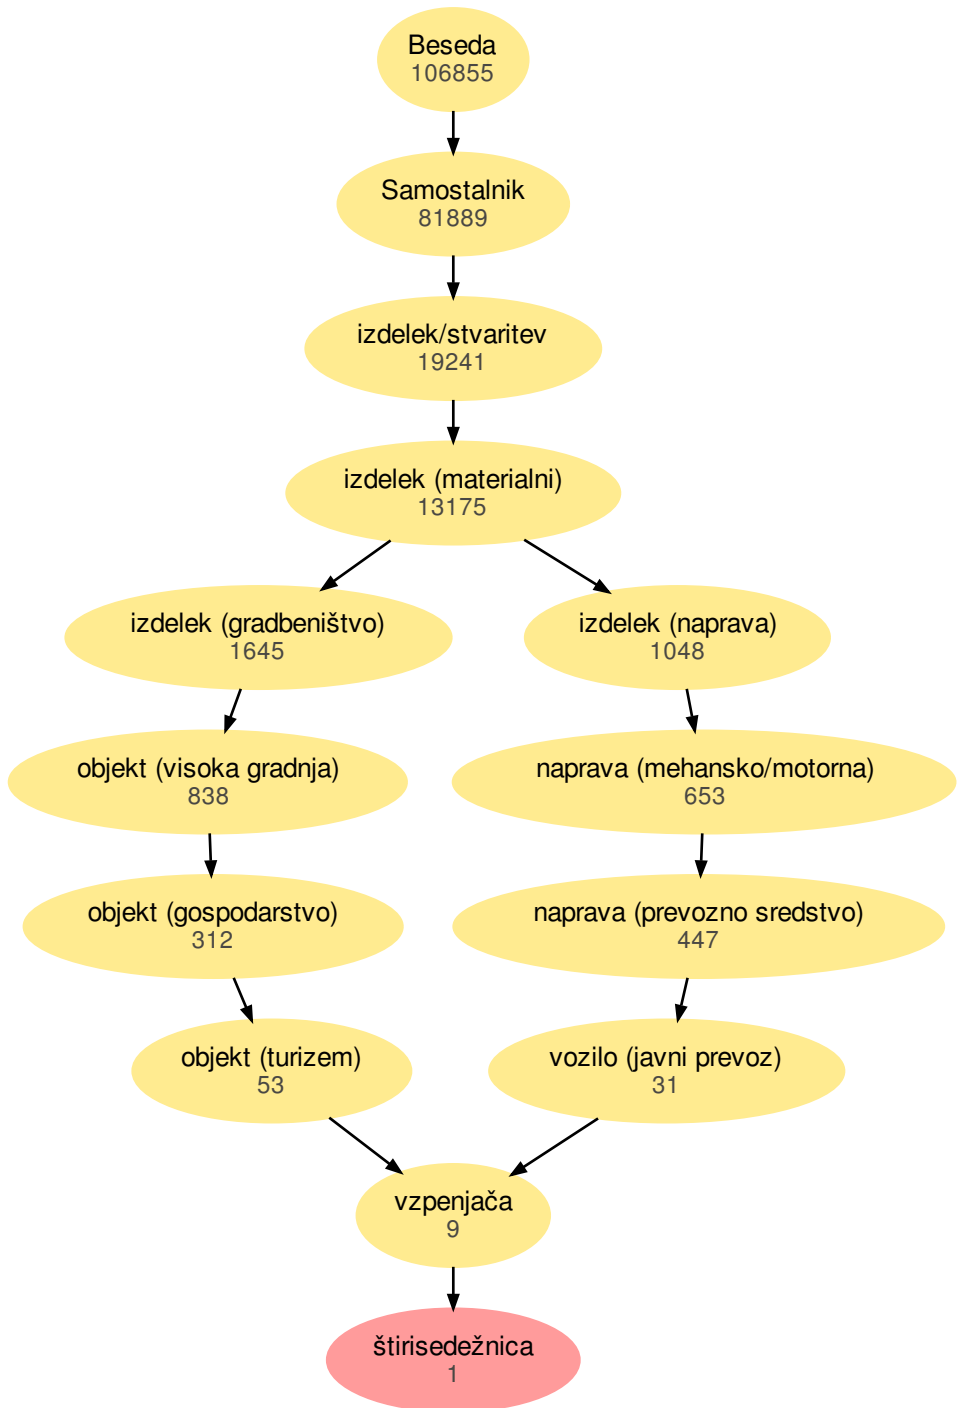 Beseda
106855
Samostalnik
81889
izdelek/stvaritev
19241
izdelek (materialni)
13175
izdelek (gradbeništvo)
1645
izdelek (naprava)
1048
objekt (visoka gradnja)
838
naprava (mehansko/motorna)
653
objekt (gospodarstvo)
312
naprava (prevozno sredstvo)
447
objekt (turizem)
53
vozilo (javni prevoz)
31
vzpenjača
9
štirisedežnica
1